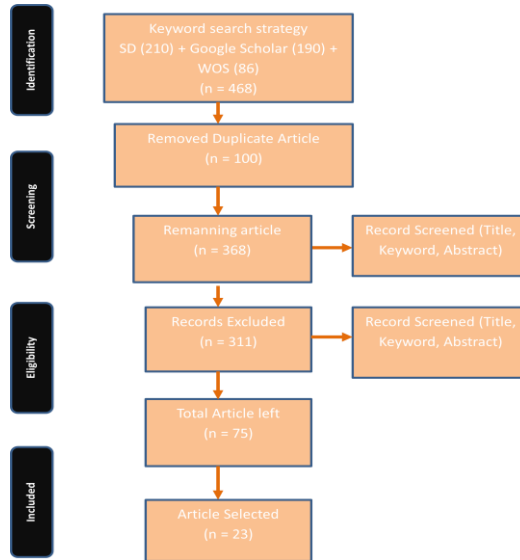 Identification
Keyword search strategy
SD (210) + Google Scholar (190) +
WOS (86)
(n = 468)
Removed Duplicate Article
(n = 100)
Screening
Remanning article
(n = 368)
Record Screened (Title,
Keyword, Abstract)
Eligibility
Records Excluded
(n = 311)
Record Screened (Title,
Keyword, Abstract)
Total Article left
(n = 75)
Included
Article Selected
(n = 23)